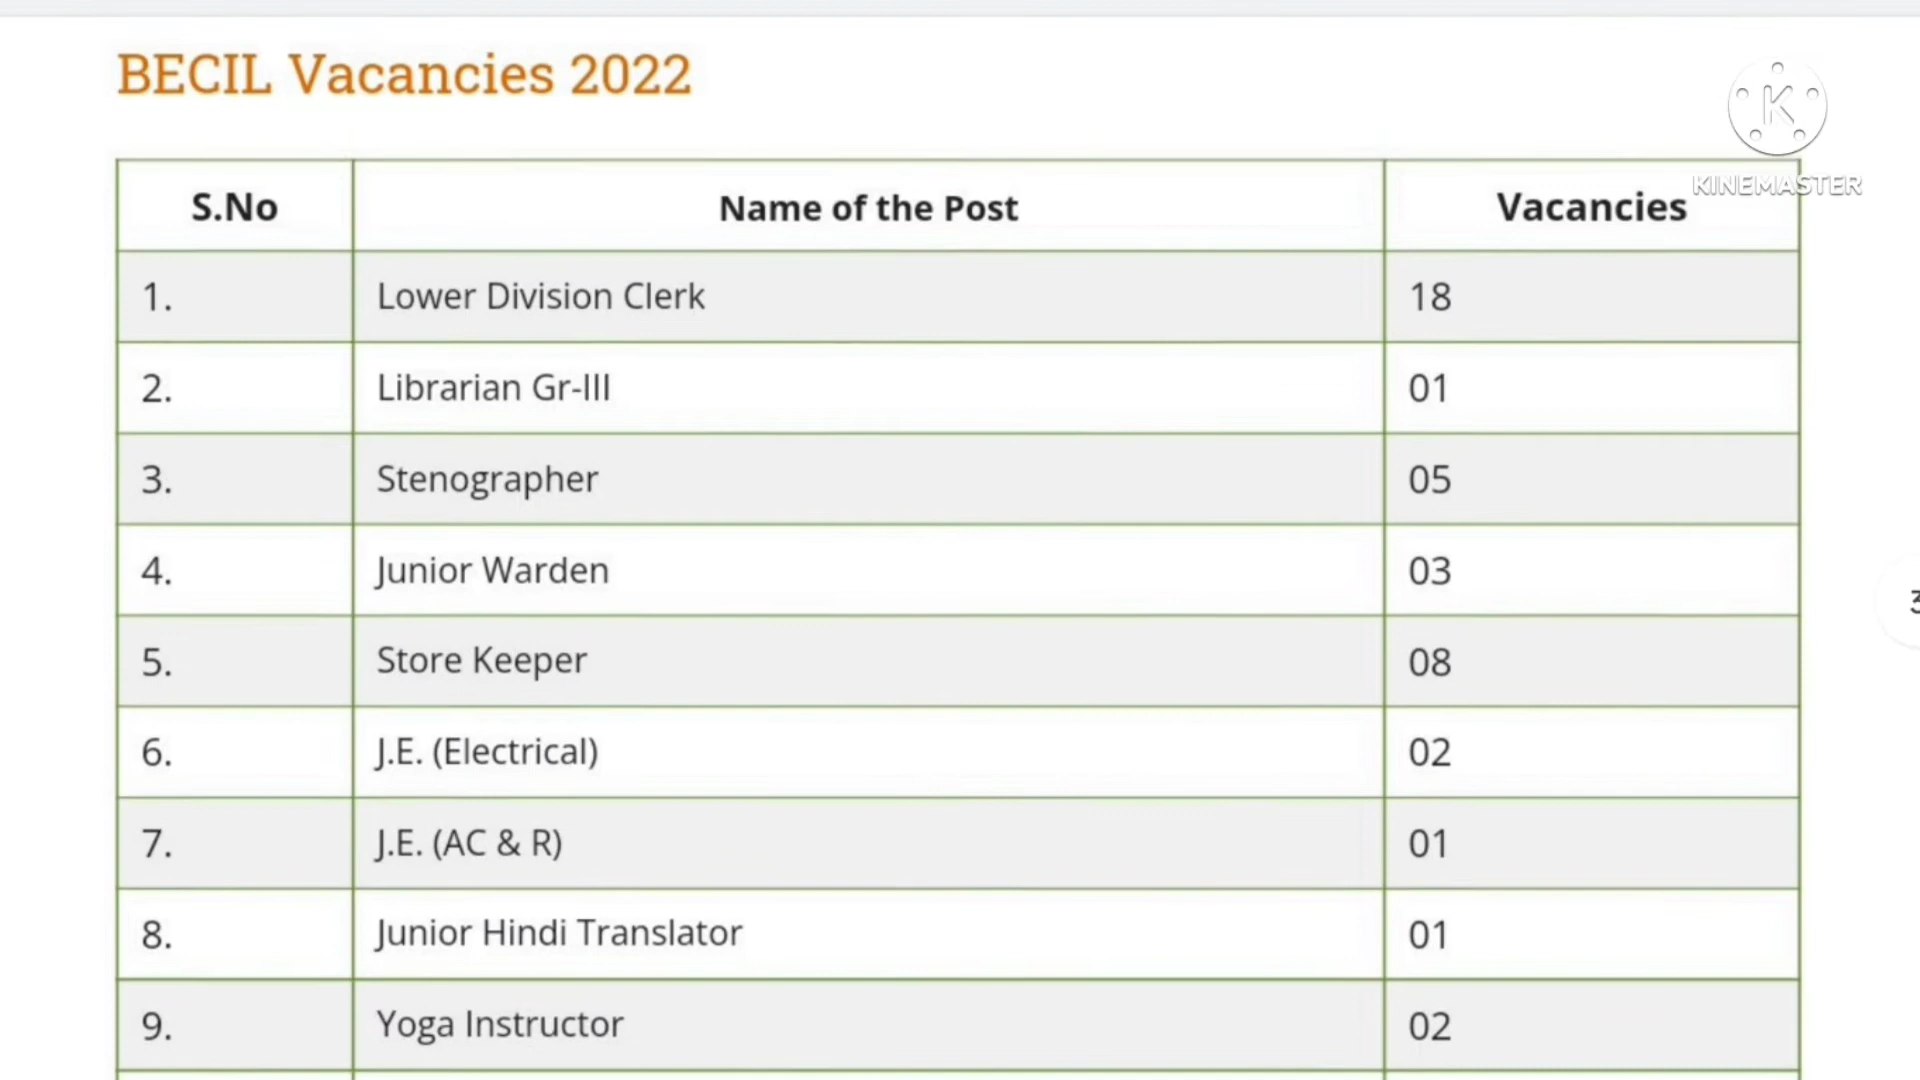 BECIL Vacancies 2022
K
KINEMASTER
S.No Name of the Post Vacancies
1. Lower Division Clerk 18
2. Librarian Gr-III 01
3. Stenographer 05
4. Junior Warden 03
5. Store Keeper 08
6. J.E. (Electrical) 02
7. J.E. (AC & R) 01
8. Junior Hindi Translator 01
9. Yoga Instructor 02